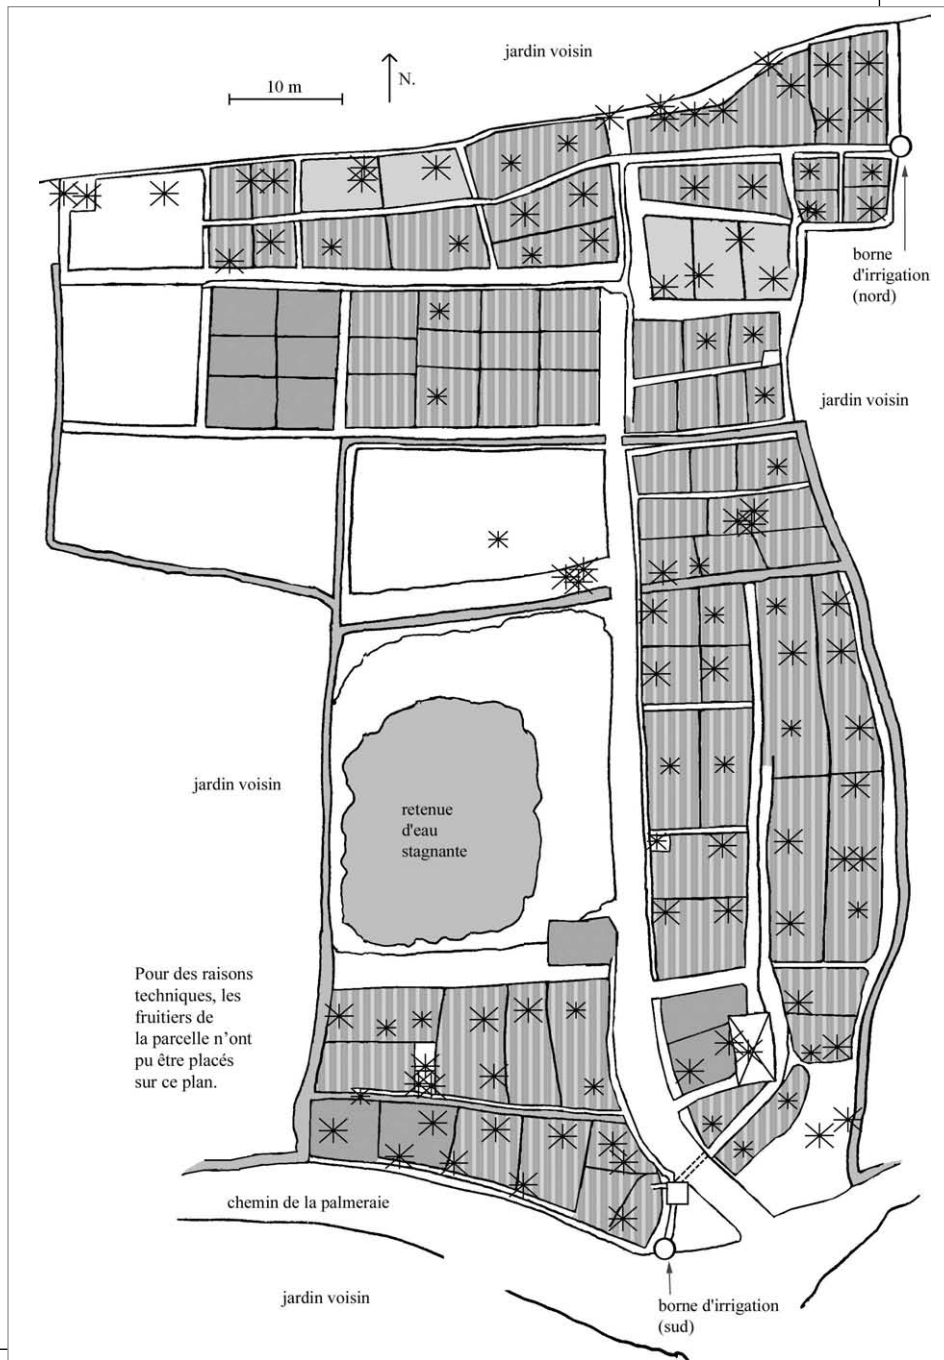 jardin voisin
10 m
N.
borne
d'irrigation
(nord)
jardin voisin
jardin voisin
retenue
d'eau
stagnante
Pour des raisons
techniques, les
fruitiers de
la parcelle n'ont
pu être placés
sur ce plan.
chemin de la palmeraie
jardin voisin
borne d'irrigation
(sud)